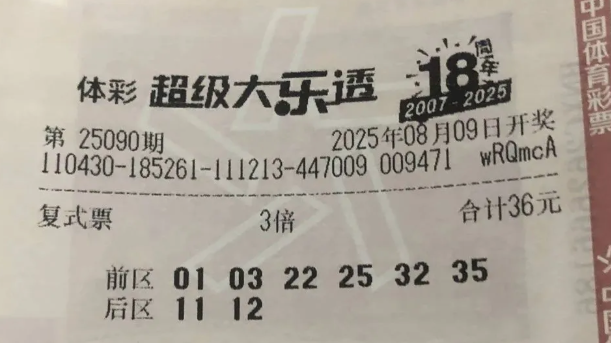 体彩 超级大乐透 18周年
2007-2025
第 25090期 2025年08月09日开奖
110430-185261-111213-447009 009471 wRQmcA
复式票 3倍 合计36元
前区 01 03 22 25 32 35
后区 11 12
中国体育彩票